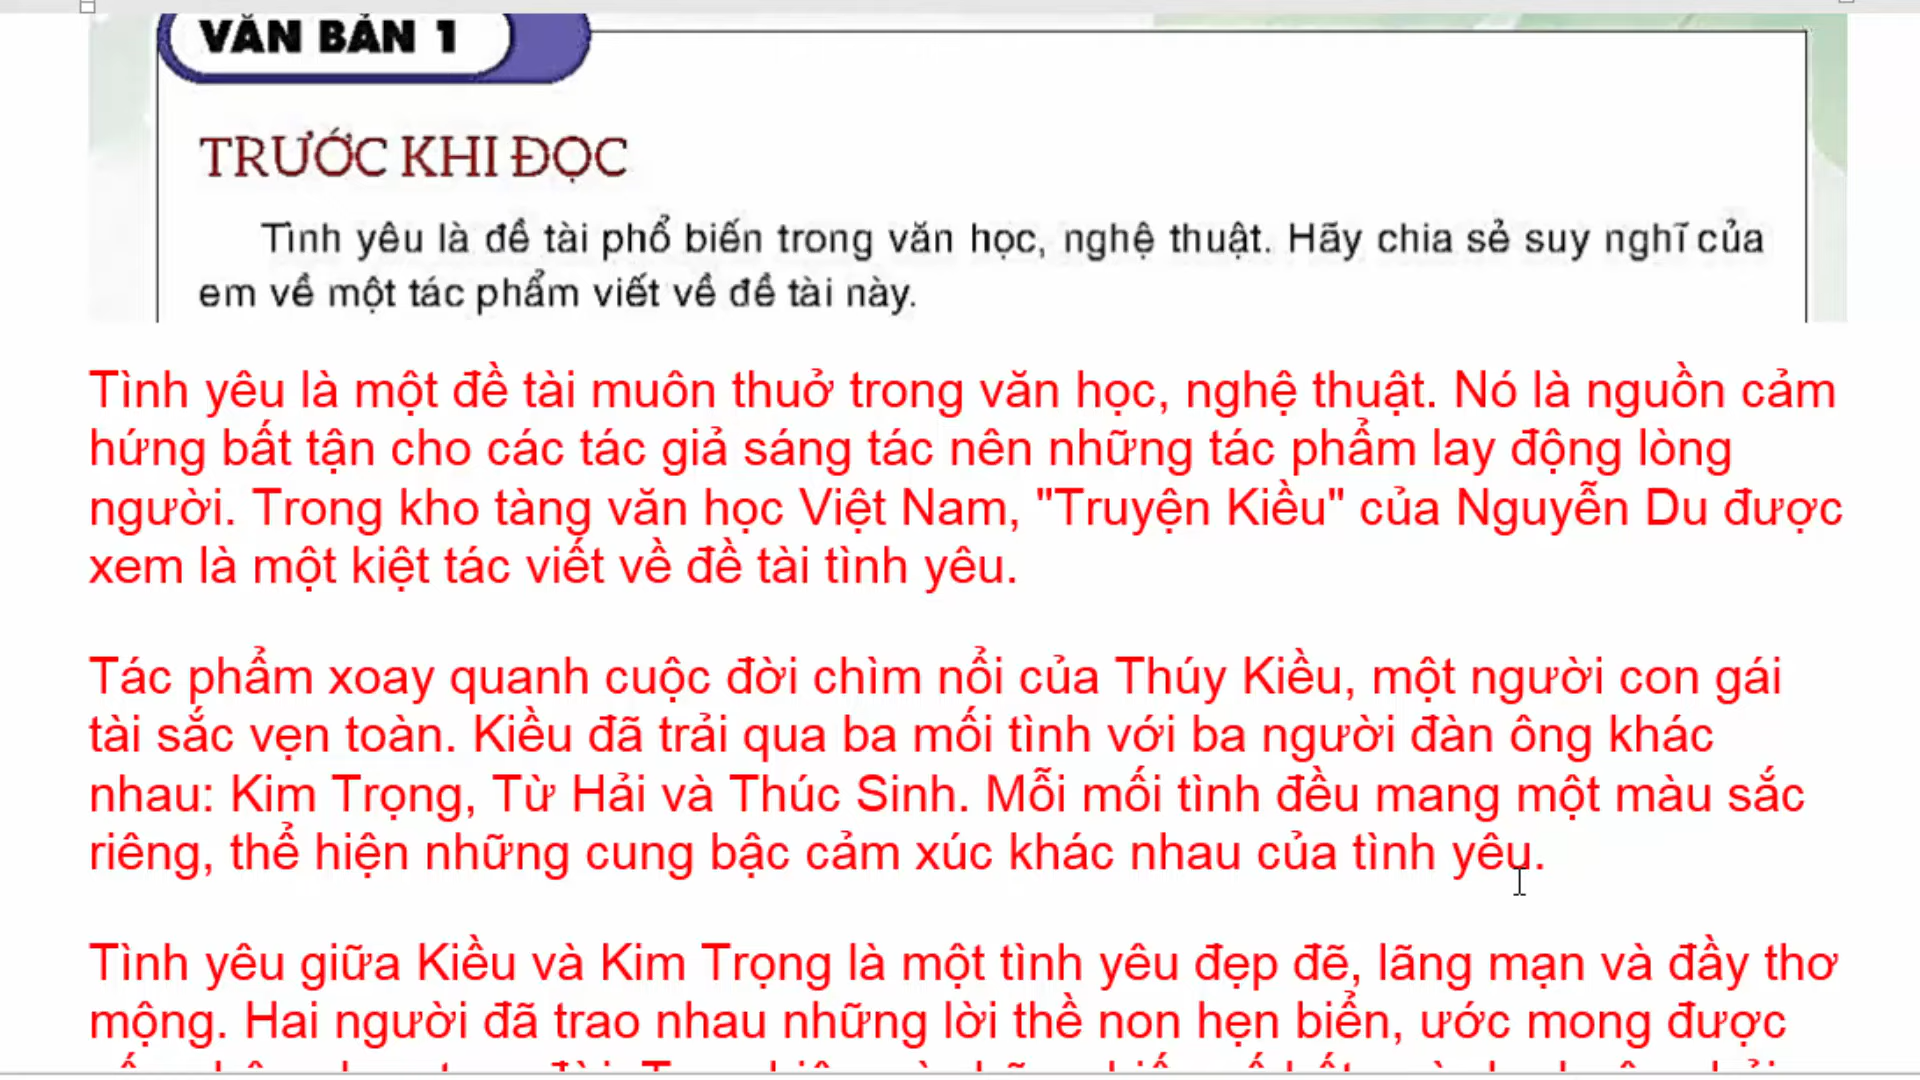 VĂN BẢN 1
TRƯỚC KHI ĐỌC
Tình yêu là đề tài phổ biến trong văn học, nghệ thuật. Hãy chia sẻ suy nghĩ của
em về một tác phẩm viết về đề tài này.
Tình yêu là một đề tài muôn thuở trong văn học, nghệ thuật. Nó là nguồn cảm
hứng bất tận cho các tác giả sáng tác nên những tác phẩm lay động lòng
người. Trong kho tàng văn học Việt Nam, "Truyện Kiều" của Nguyễn Du được
xem là một kiệt tác viết về đề tài tình yêu.
Tác phẩm xoay quanh cuộc đời chìm nổi của Thúy Kiều, một người con gái
tài sắc vẹn toàn. Kiều đã trải qua ba mối tình với ba người đàn ông khác
nhau: Kim Trọng, Từ Hải và Thúc Sinh. Mỗi mối tình đều mang một màu sắc
riêng, thể hiện những cung bậc cảm xúc khác nhau của tình yêu.
Tình yêu giữa Kiều và Kim Trọng là một tình yêu đẹp đẽ, lãng mạn và đầy thơ
mộng. Hai người đã trao nhau những lời thề non hẹn biển, ước mong được